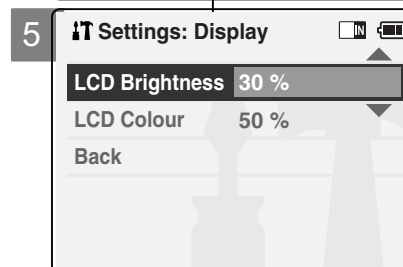 5
Settings: Display IN
LCD Brightness 30 %
LCD Colour 50 %
Back